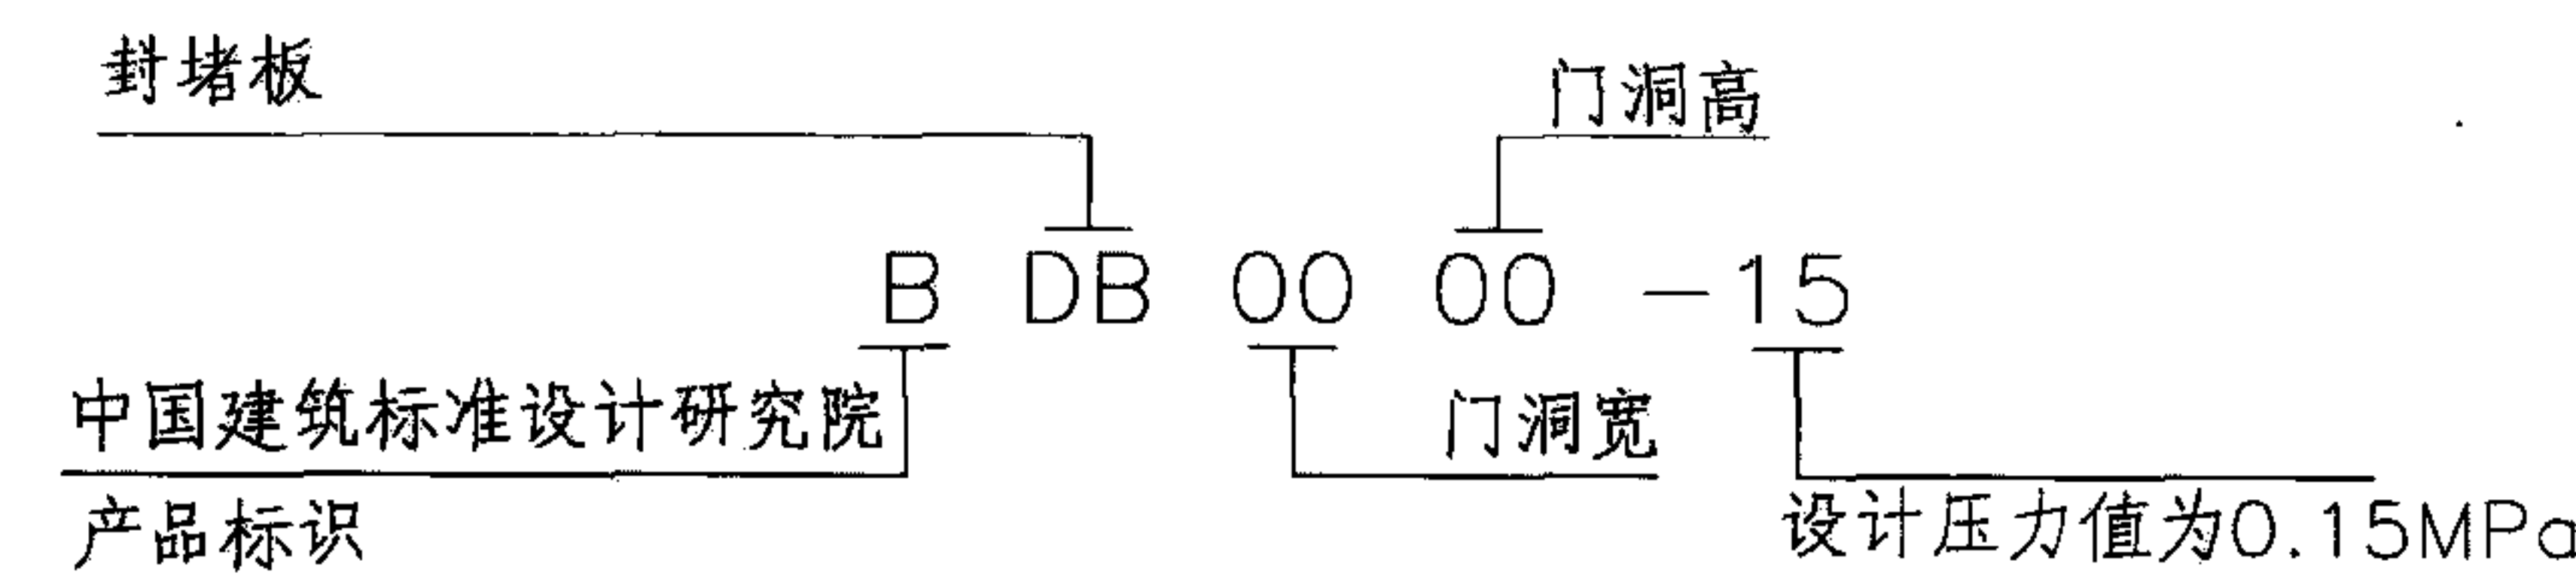 封堵板
门洞高
B DB 00 00 -15
中国建筑标准设计研究院
门洞宽
产品标识
设计压力值为0.15MPa